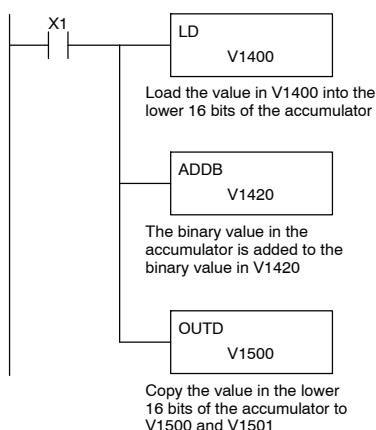 X1
LD
V1400
Load the value in V1400 into the
lower 16 bits of the accumulator
ADDB
V1420
The binary value in the
accumulator is added to the
binary value in V1420
OUTD
V1500
Copy the value in the lower
16 bits of the accumulator to
V1500 and V1501